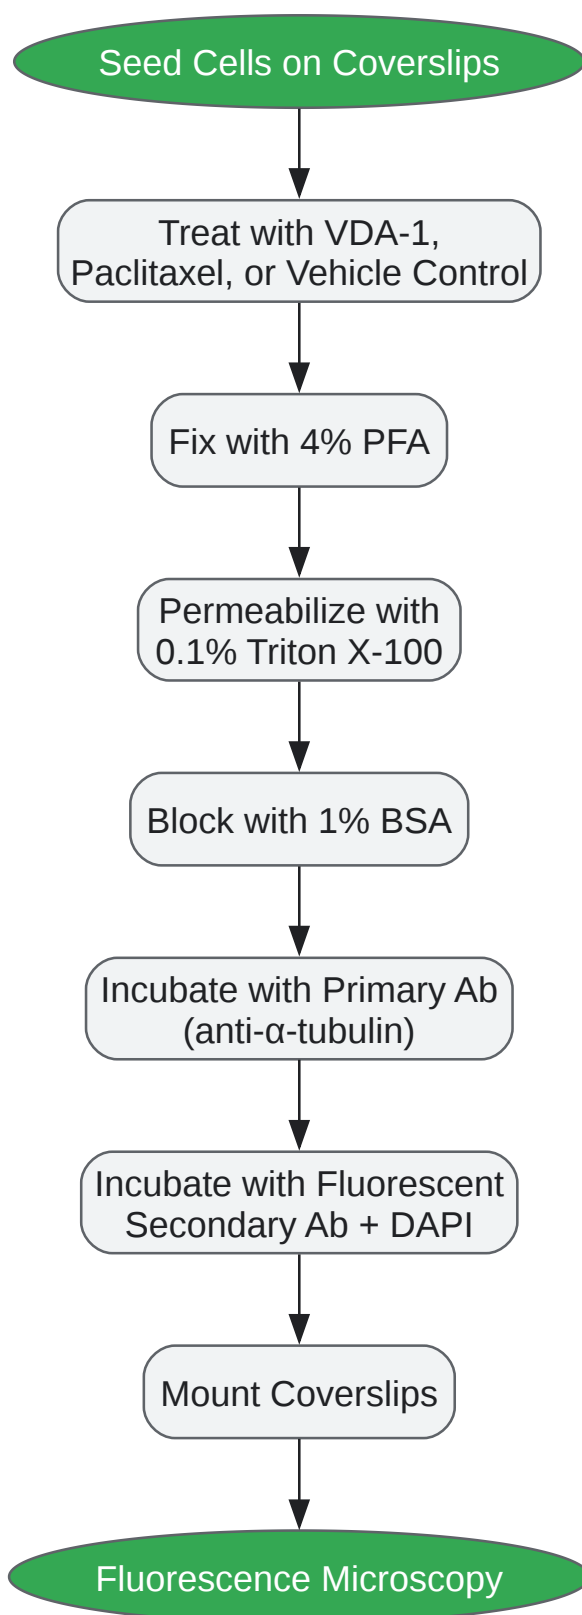 Seed Cells on Coverslips
Treat with VDA-1,
Paclitaxel, or Vehicle Control
Fix with 4% PFA
Permeabilize with
0.1% Triton X-100
Block with 1% BSA
Incubate with Primary Ab
(anti-α-tubulin)
Incubate with Fluorescent
Secondary Ab + DAPI
Mount Coverslips
Fluorescence Microscopy